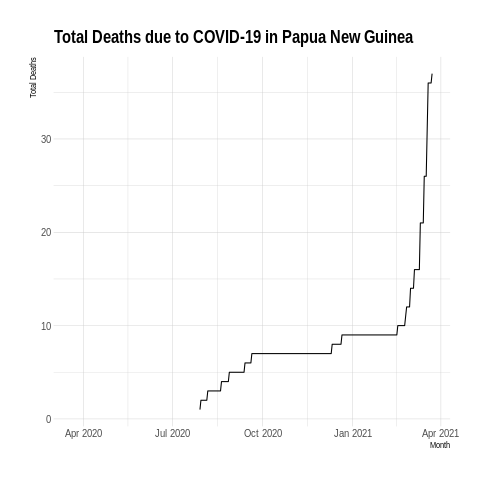 Total Deaths due to COVID-19 in Papua New Guinea
Total Deaths
30
20
10
0
Apr 2020 Jul 2020 Oct 2020 Jan 2021 Apr 2021
Month